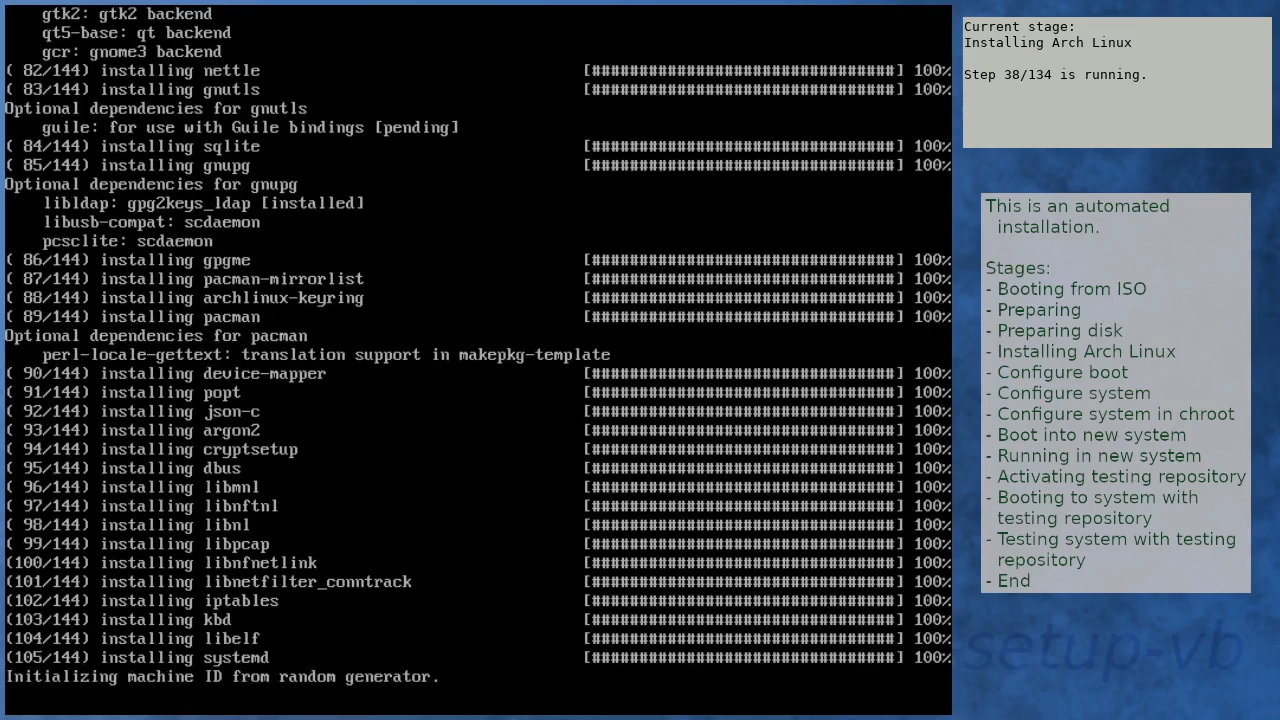 gtk2: gtk2 backend
qt5-base: qt backend
gcr: gnome3 backend
( 82/144) installing nettle [################################] 100%
( 83/144) installing gnutls [################################] 100%
Optional dependencies for gnutls
guile: for use with Guile bindings [pending]
( 84/144) installing sqlite [################################] 100%
( 85/144) installing gnupg [################################] 100%
Optional dependencies for gnupg
libldap: gpg2keys_ldap [installed]
libusb-compat: scdaemon
pcsclite: scdaemon
( 86/144) installing gpgme [################################] 100%
( 87/144) installing pacman-mirrorlist [################################] 100%
( 88/144) installing archlinux-keyring [################################] 100%
( 89/144) installing pacman [################################] 100%
Optional dependencies for pacman
perl-locale-gettext: translation support in makepkg-template
( 90/144) installing device-mapper [################################] 100%
( 91/144) installing popt [################################] 100%
( 92/144) installing json-c [################################] 100%
( 93/144) installing argon2 [################################] 100%
( 94/144) installing cryptsetup [################################] 100%
( 95/144) installing dbus [################################] 100%
( 96/144) installing libmnl [################################] 100%
( 97/144) installing libnftnl [################################] 100%
( 98/144) installing libnl [################################] 100%
( 99/144) installing libpcap [################################] 100%
(100/144) installing libnfnetlink [################################] 100%
(101/144) installing libnetfilter_conntrack [################################] 100%
(102/144) installing iptables [################################] 100%
(103/144) installing kbd [################################] 100%
(104/144) installing libelf [################################] 100%
(105/144) installing systemd [################################] 100%
Initializing machine ID from random generator.
Current stage:
Installing Arch Linux
Step 38/134 is running.
This is an automated
installation.
Stages:
- Booting from ISO
- Preparing
- Preparing disk
- Installing Arch Linux
- Configure boot
- Configure system
- Configure system in chroot
- Boot into new system
- Running in new system
- Activating testing repository
- Booting to system with
testing repository
- Testing system with testing
repository
- End
setup-vb